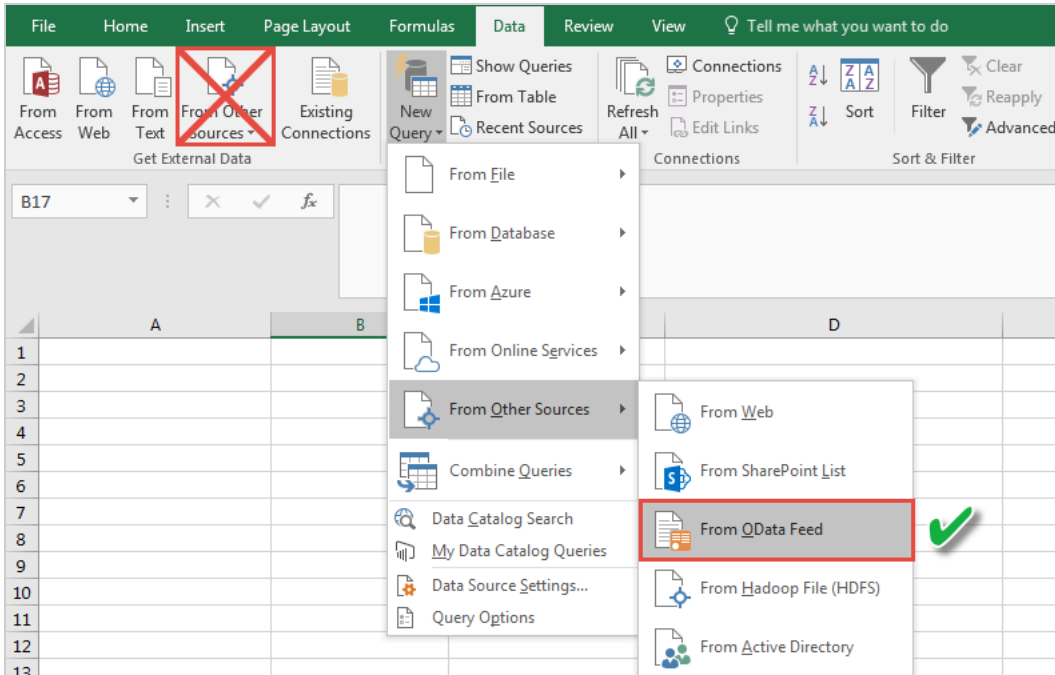 File Home Insert Page Layout Formulas Data Review View Tell me what you want to do
From Access
From Web
From Text
From Other Sources
Existing Connections
Get External Data
New Query
Show Queries
From Table
Recent Sources
Refresh All
Connections
Properties
Edit Links
Connections
Sort
Filter
Clear
Reapply
Advanced
Sort & Filter
B17 fx
A B D
From File
From Database
From Azure
From Online Services
From Other Sources
Combine Queries
Data Catalog Search
My Data Catalog Queries
Data Source Settings...
Query Options
From Web
From SharePoint List
From OData Feed
From Hadoop File (HDFS)
From Active Directory
1
2
3
4
5
6
7
8
9
10
11
12
13